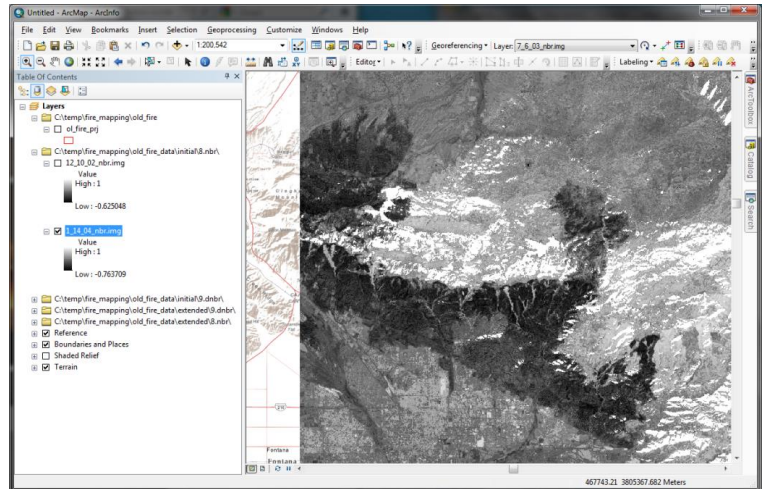 Untitled - ArcMap - ArcInfo
File Edit View Bookmarks Insert Selection Geoprocessing Customize Windows Help
1:200.542
Georeferencing Layer: 7_6_03_nbr.img
Editor
Labeling
Table Of Contents
Layers
C:\temp\fire_mapping\old_fire
ol_fire_prj
C:\temp\fire_mapping\old_fire_data\initial\8.nbr\
12_10_02_nbr.img
Value
High : 1
Low : -0.625048
1_14_04_nbr.img
Value
High : 1
Low : -0.763709
C:\temp\fire_mapping\old_fire_data\initial\9.dnbr\
C:\temp\fire_mapping\old_fire_data\extended\9.dnbr\
C:\temp\fire_mapping\old_fire_data\extended\8.nbr\
Reference
Boundaries and Places
Shaded Relief
Terrain
Fontana
Fontana
ArcToolbox
Catalog
Search
467743.21 3805367.682 Meters